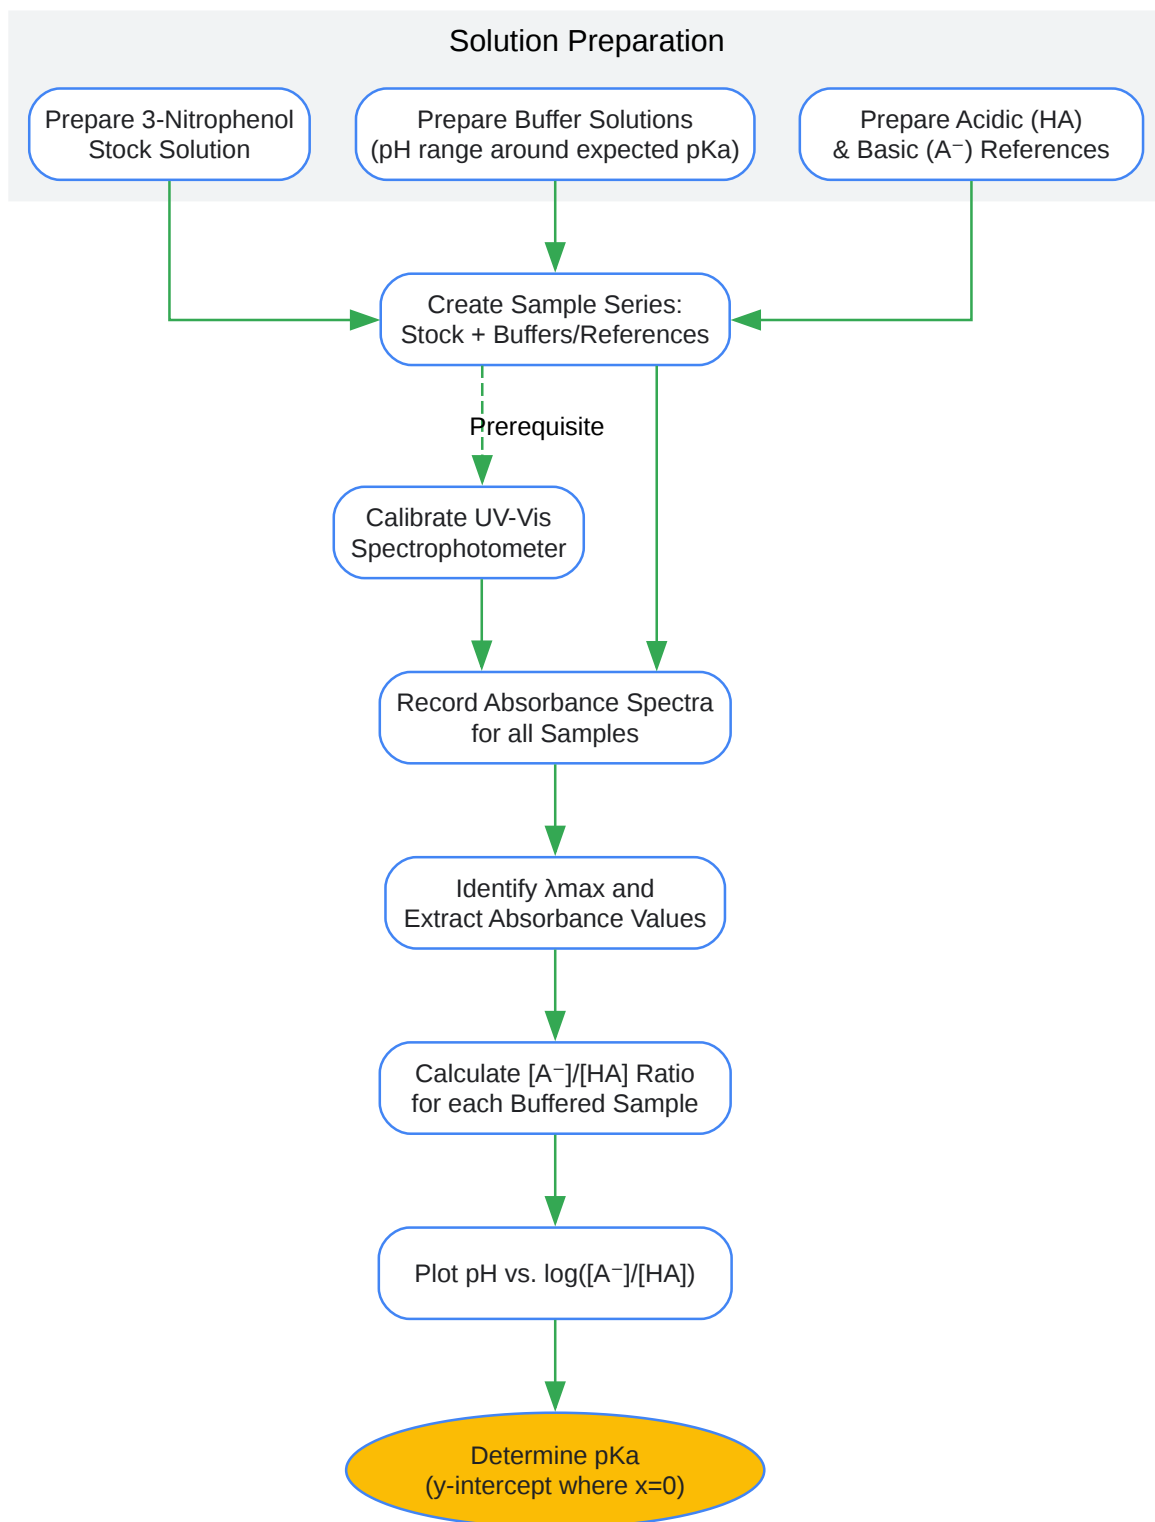 Solution Preparation
Prepare 3-Nitrophenol
Stock Solution
Prepare Buffer Solutions
(pH range around expected pKa)
Prepare Acidic (HA)
& Basic (A⁻) References
Create Sample Series:
Stock + Buffers/References
Prerequisite
Calibrate UV-Vis
Spectrophotometer
Record Absorbance Spectra
for all Samples
Identify λmax and
Extract Absorbance Values
Calculate [A⁻]/[HA] Ratio
for each Buffered Sample
Plot pH vs. log([A⁻]/[HA])
Determine pKa
(y-intercept where x=0)